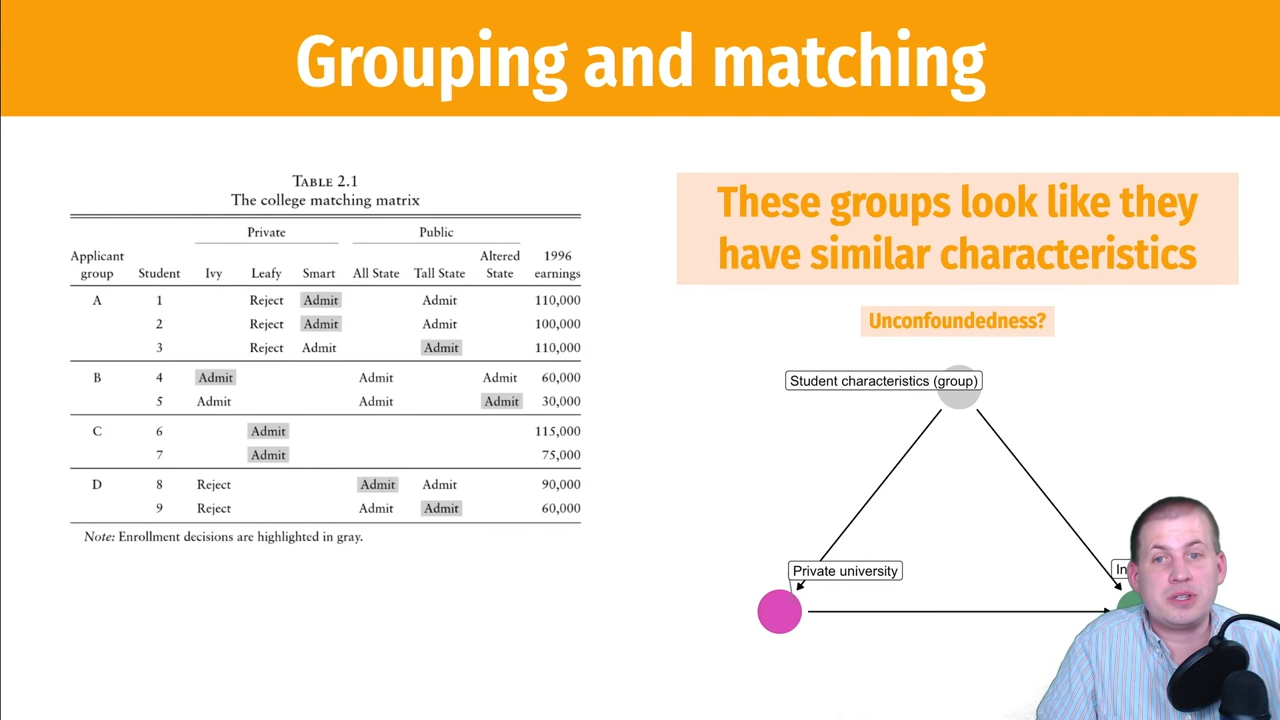 Grouping and matching
TABLE 2.1
The college matching matrix
Private Public
Applicant group Student Ivy Leafy Smart All State Tall State Altered State 1996 earnings
A 1 Reject Admit Admit 110,000
2 Reject Admit Admit 100,000
3 Reject Admit Admit 110,000
B 4 Admit Admit Admit 60,000
5 Admit Admit Admit 30,000
C 6 Admit 115,000
7 Admit 75,000
D 8 Reject Admit Admit 90,000
9 Reject Admit Admit 60,000
Note: Enrollment decisions are highlighted in gray.
These groups look like they
have similar characteristics
Unconfoundedness?
Student characteristics (group)
Private university